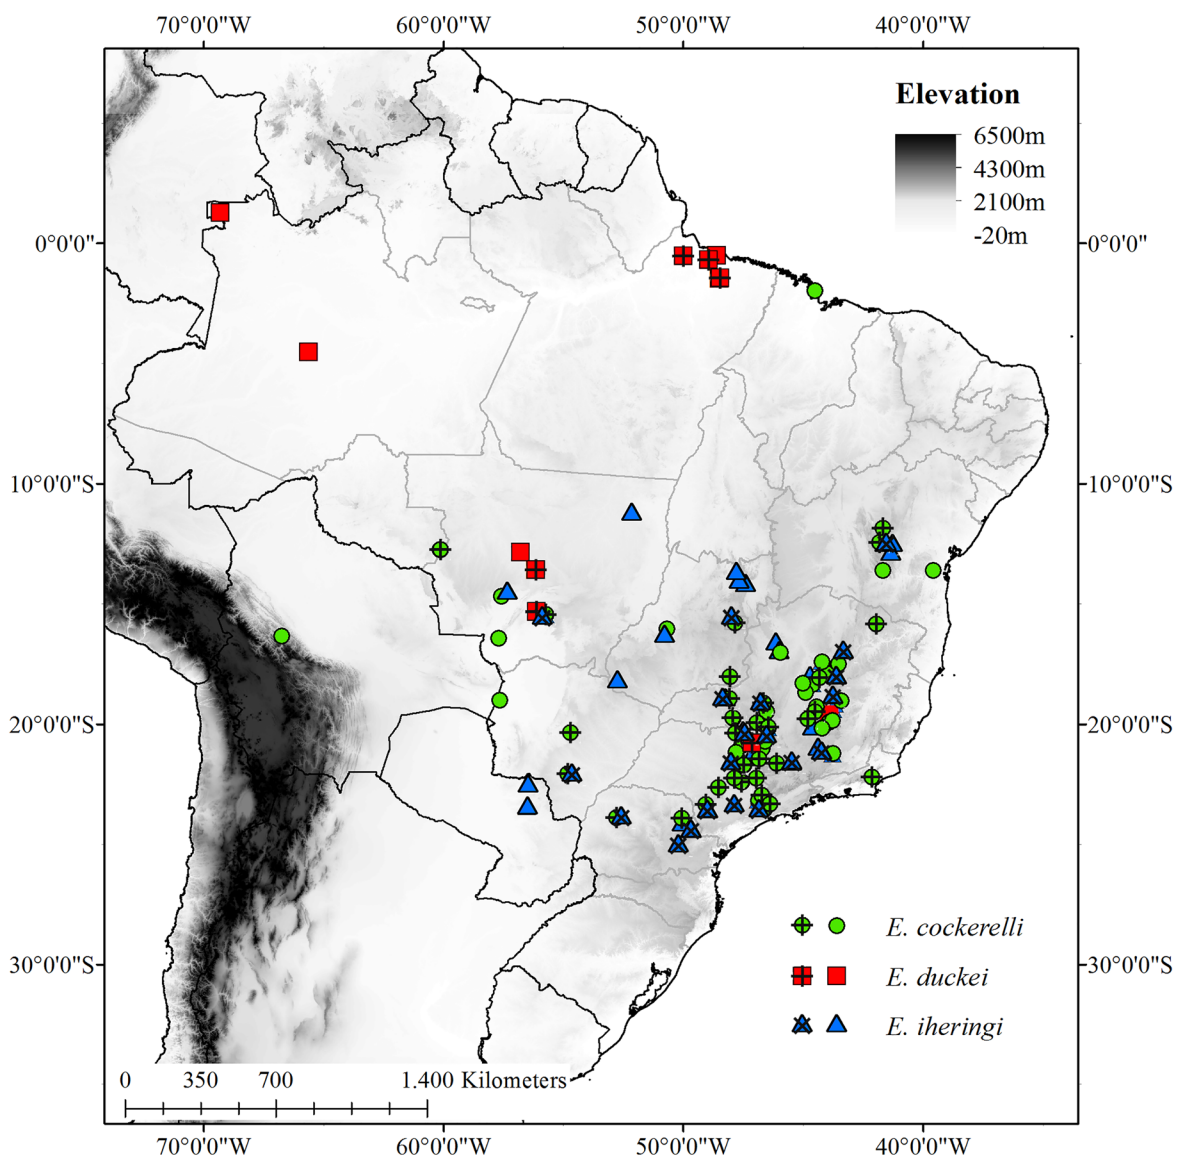 70°0'0"W 60°0'0"W 50°0'0"W 40°0'0"W
Elevation
6500m
4300m
2100m
-20m
0°0'0" 0°0'0"
10°0'0"S 10°0'0"S
20°0'0"S 20°0'0"S
E. cockerelli
30°0'0"S E. duckei 30°0'0"S
E. iheringi
0 350 700 1.400 Kilometers
70°0'0"W 60°0'0"W 50°0'0"W 40°0'0"W